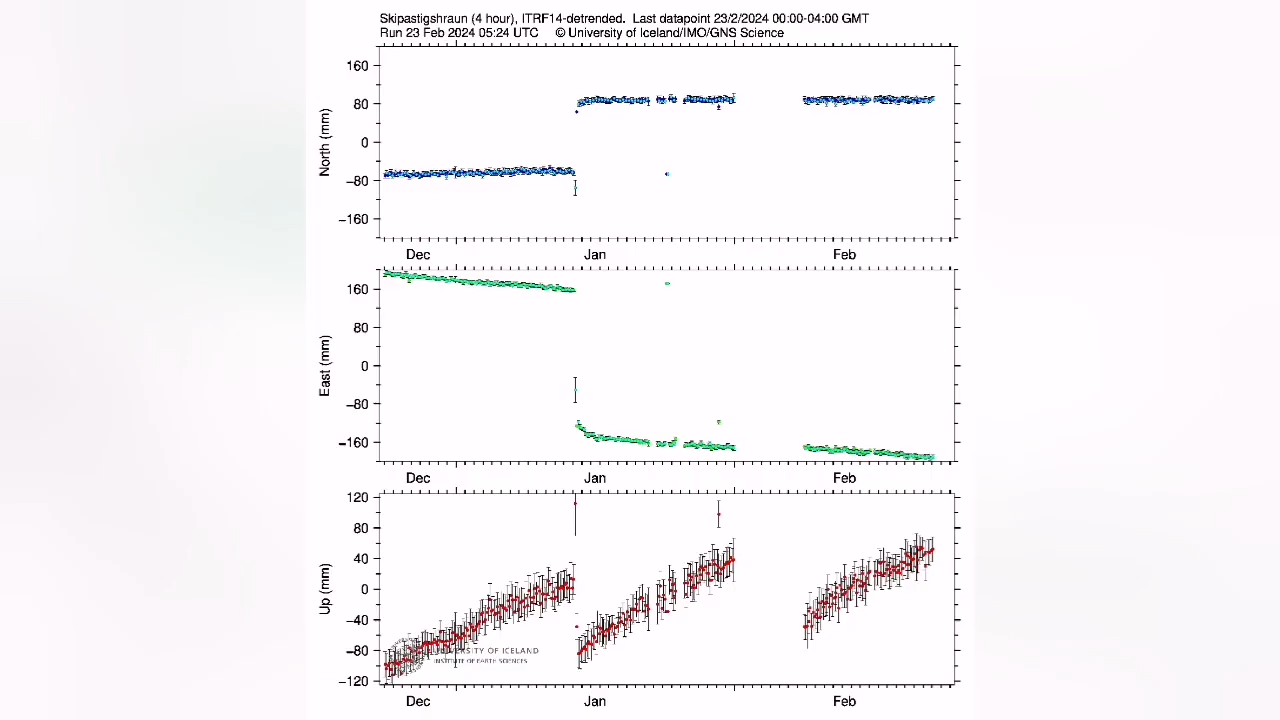 Skipastigshraun (4 hour), ITRF14-detrended. Last datapoint 23/2/2024 00:00-04:00 GMT
Run 23 Feb 2024 05:24 UTC © University of Iceland/IMO/GNS Science
North (mm)
160
80
0
−80
−160
Dec Jan Feb
East (mm)
160
80
0
−80
−160
Dec Jan Feb
Up (mm)
120
80
40
0
−40
−80
−120
UNIVERSITY OF ICELAND
INSTITUTE OF EARTH SCIENCES
Dec Jan Feb